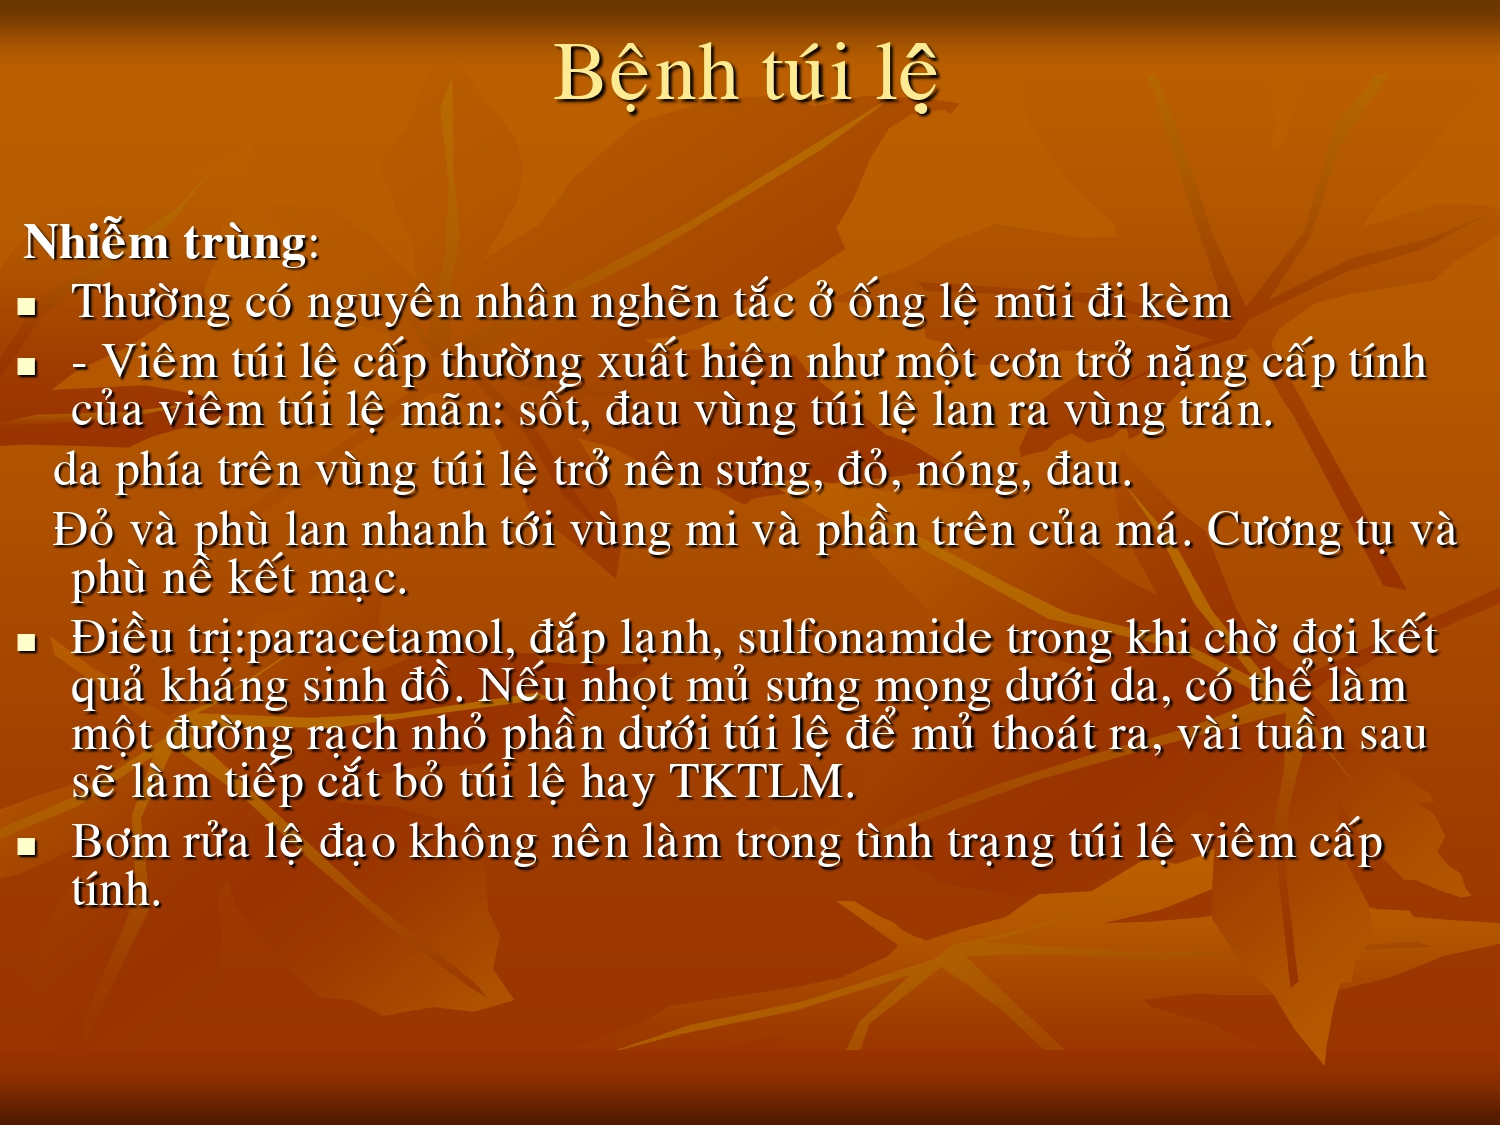 Bệnh túi lệ
Nhiễm trùng:
Thường có nguyên nhân nghẽn tắc ở ống lệ mũi đi kèm
- Viêm túi lệ cấp thường xuất hiện như một cơn trở nặng cấp tính
của viêm túi lệ mãn: sốt, đau vùng túi lệ lan ra vùng trán.
da phía trên vùng túi lệ trở nên sưng, đỏ, nóng, đau.
Đỏ và phù lan nhanh tới vùng mi và phần trên của má. Cương tụ và
phù nề kết mạc.
Điều trị:paracetamol, đắp lạnh, sulfonamide trong khi chờ đợi kết
quả kháng sinh đồ. Nếu nhọt mủ sưng mọng dưới da, có thể làm
một đường rạch nhỏ phần dưới túi lệ để mủ thoát ra, vài tuần sau
sẽ làm tiếp cắt bỏ túi lệ hay TKTLM.
Bơm rửa lệ đạo không nên làm trong tình trạng túi lệ viêm cấp
tính.